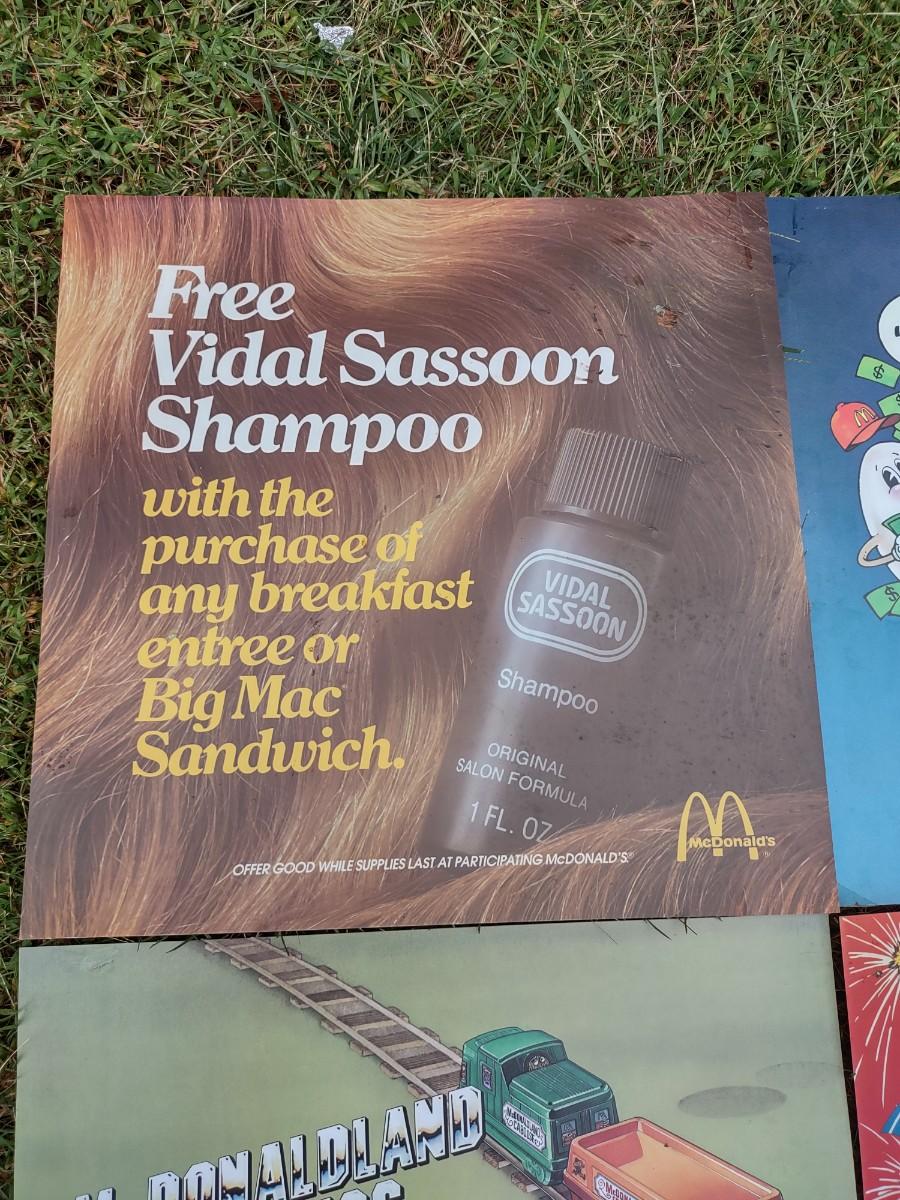 Free
Vidal Sassoon
Shampoo
with the
purchase of
any breakfast
entree or
Big Mac
Sandwich.
VIDAL
SASSOON
Shampoo
ORIGINAL
SALON FORMULA
1 FL. OZ
OFFER GOOD WHILE SUPPLIES LAST AT PARTICIPATING McDONALD'S.®
McDonald's®
$
$
DONALDLAND